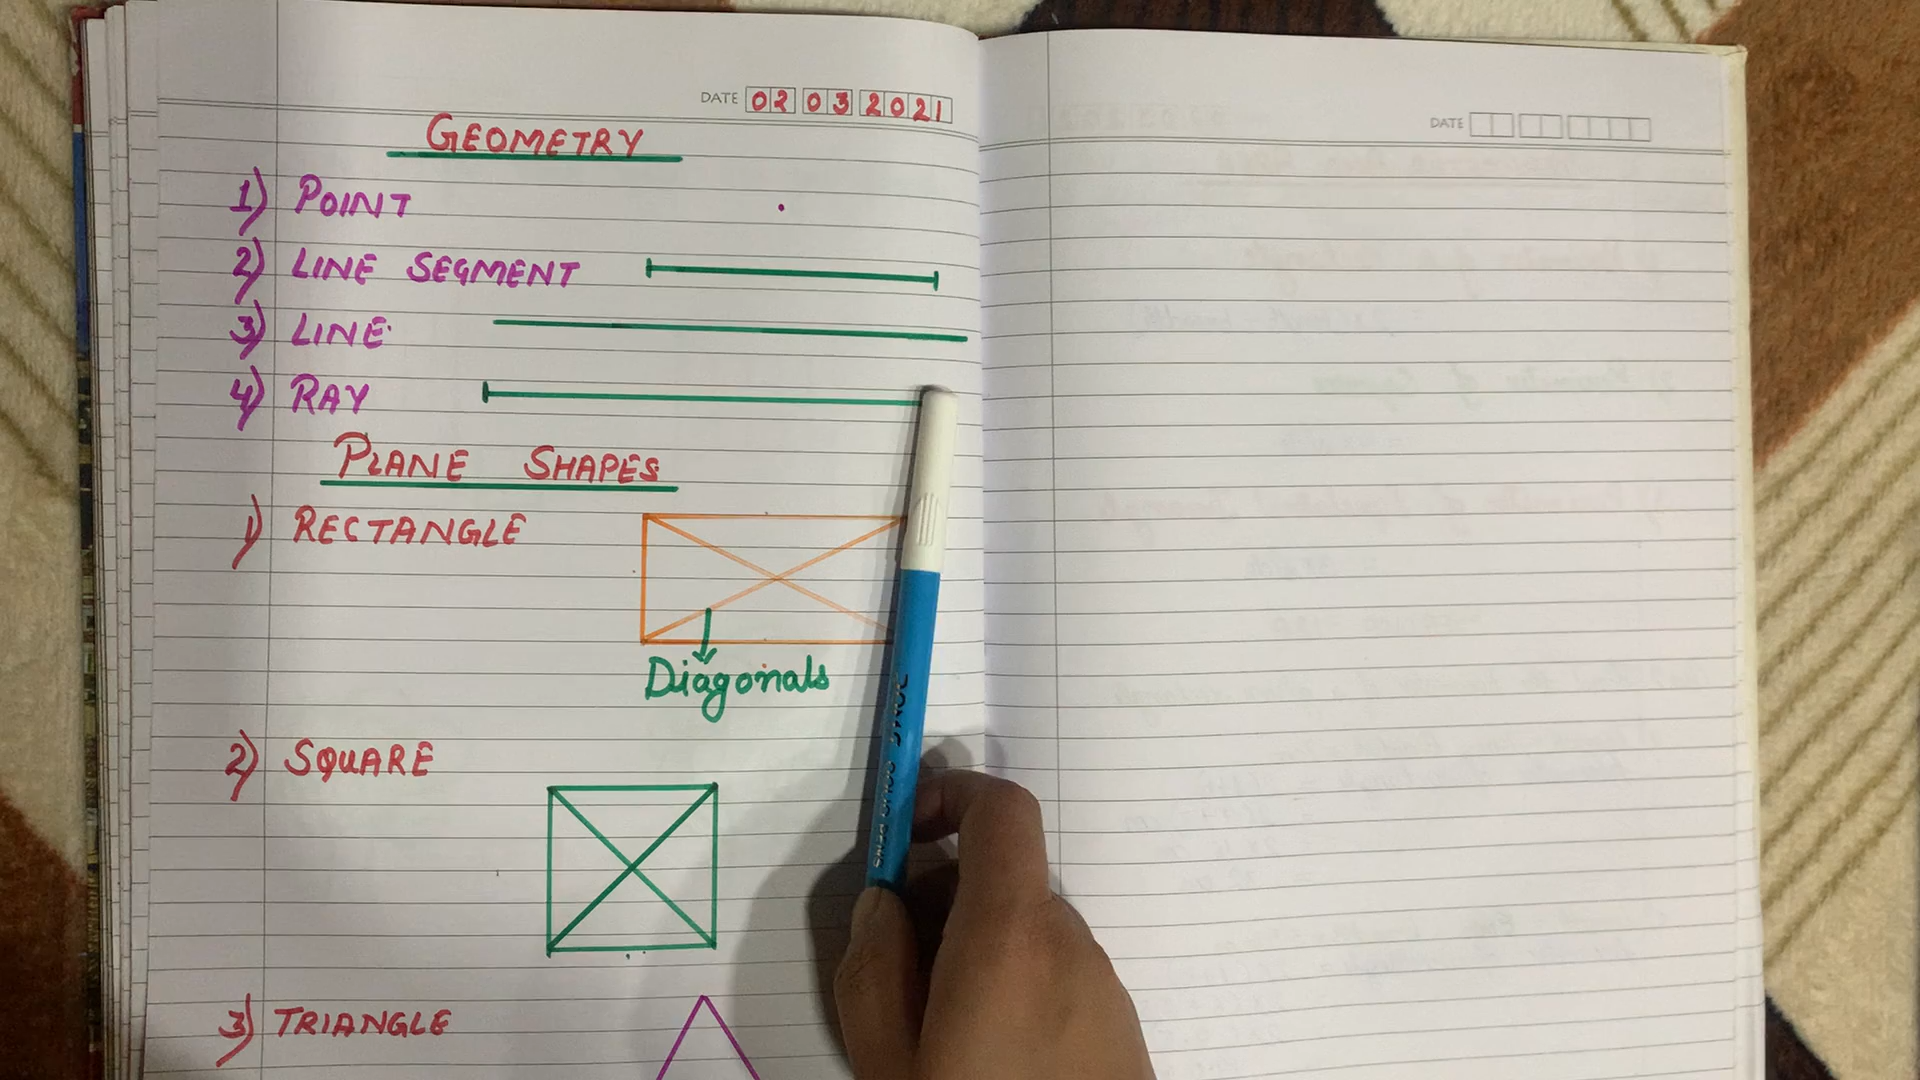 DATE 02 03 2021
GEOMETRY
1) POINT
2) LINE SEGMENT
3) LINE
4) RAY
PLANE SHAPES
1) RECTANGLE
Diagonals
2) SQUARE
3) TRIANGLE
DATE